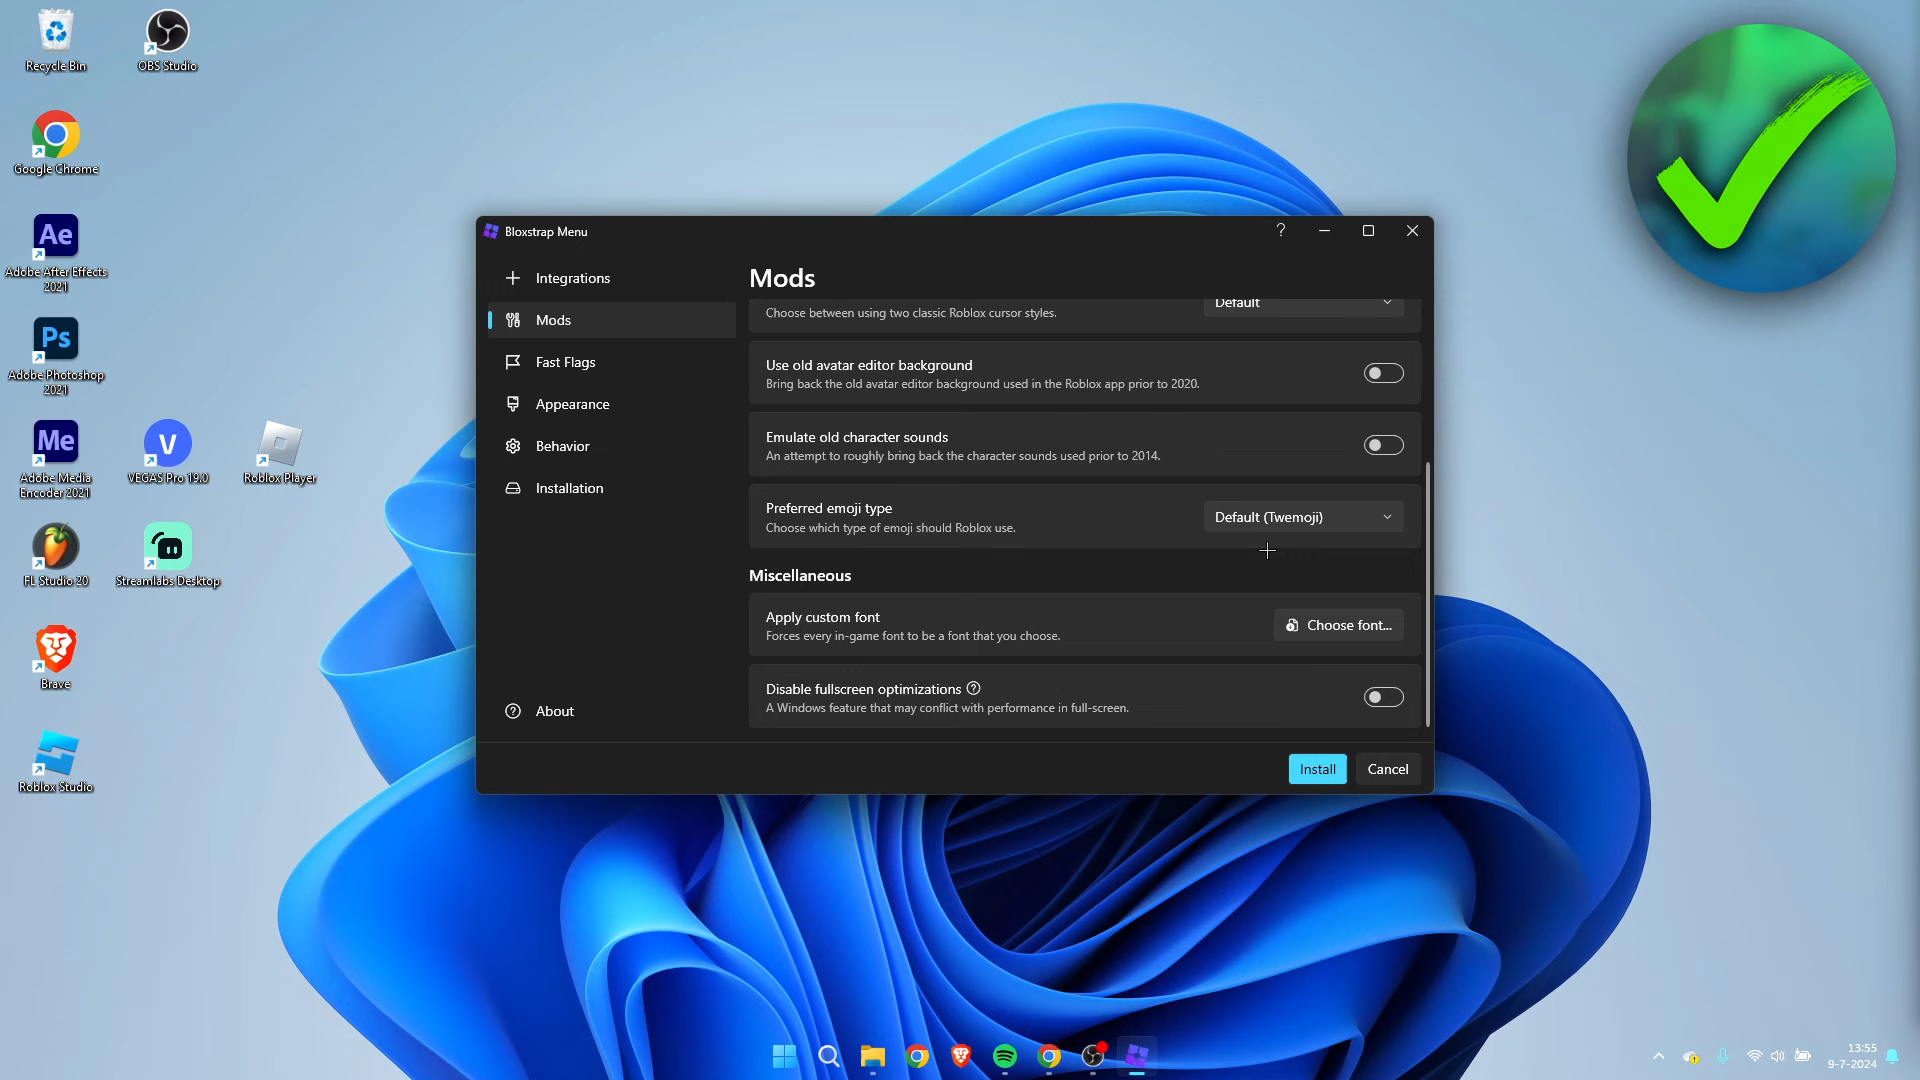 Recycle Bin
OBS Studio
Google Chrome
Ae
Adobe After Effects
2021
Ps
Adobe Photoshop
2021
Me
Adobe Media
Encoder 2021
V
VEGAS Pro 19.0
Roblox Player
FL Studio 20
Streamlabs Desktop
Brave
Roblox Studio
Bloxstrap Menu
?
Integrations
Mods
Fast Flags
Appearance
Behavior
Installation
About
Mods
Default
Choose between using two classic Roblox cursor styles.
Use old avatar editor background
Bring back the old avatar editor background used in the Roblox app prior to 2020.
Emulate old character sounds
An attempt to roughly bring back the character sounds used prior to 2014.
Preferred emoji type
Choose which type of emoji should Roblox use.
Default (Twemoji)
Miscellaneous
Apply custom font
Forces every in-game font to be a font that you choose.
Choose font...
Disable fullscreen optimizations
A Windows feature that may conflict with performance in full-screen.
Install
Cancel
13:55
9-7-2024